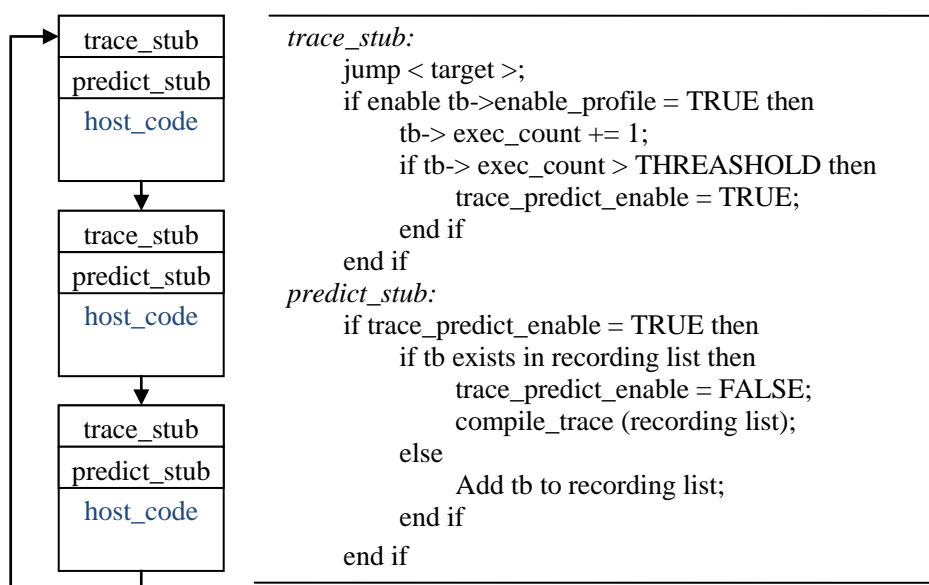 trace_stub
predict_stub
host_code
trace_stub
predict_stub
host_code
trace_stub
predict_stub
host_code
trace_stub:
jump < target >;
if enable tb->enable_profile = TRUE then
tb-> exec_count += 1;
if tb-> exec_count > THREASHOLD then
trace_predict_enable = TRUE;
end if
end if
predict_stub:
if trace_predict_enable = TRUE then
if tb exists in recording list then
trace_predict_enable = FALSE;
compile_trace (recording list);
else
Add tb to recording list;
end if
end if